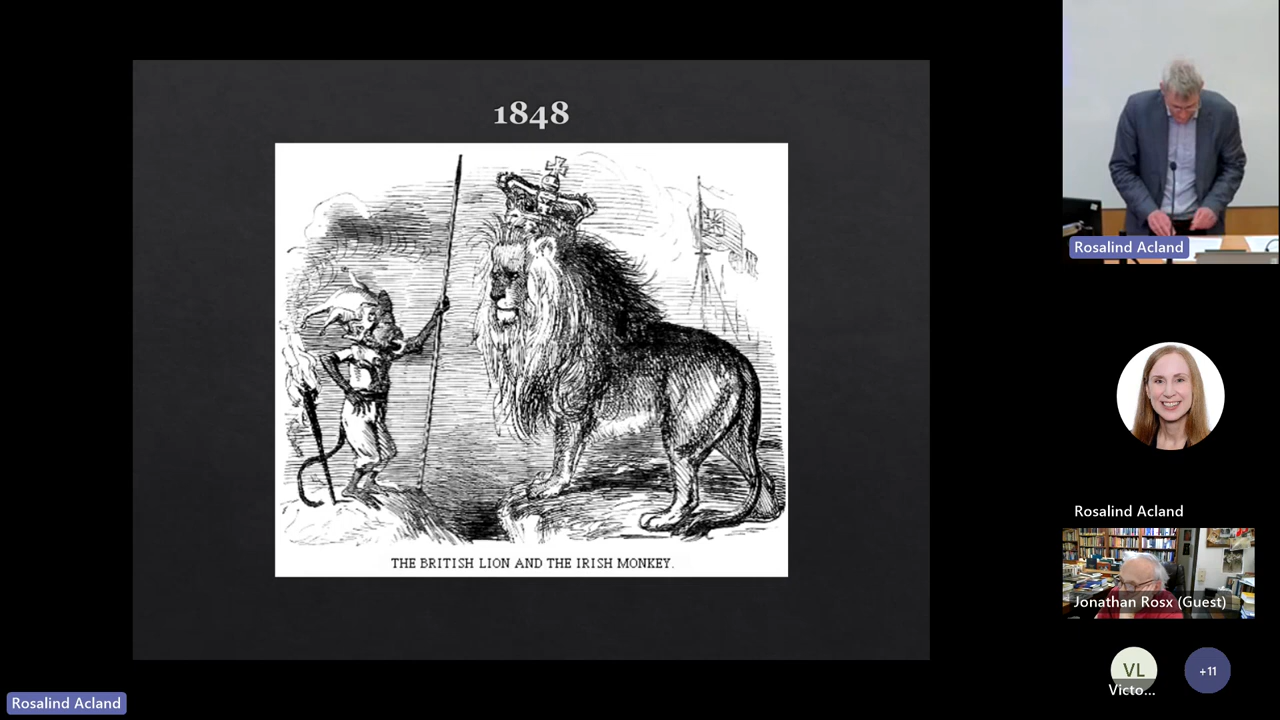 1848
THE BRITISH LION AND THE IRISH MONKEY.
Rosalind Acland
Rosalind Acland
Jonathan Rosx (Guest)
VL
Victo...
+11
Rosalind Acland